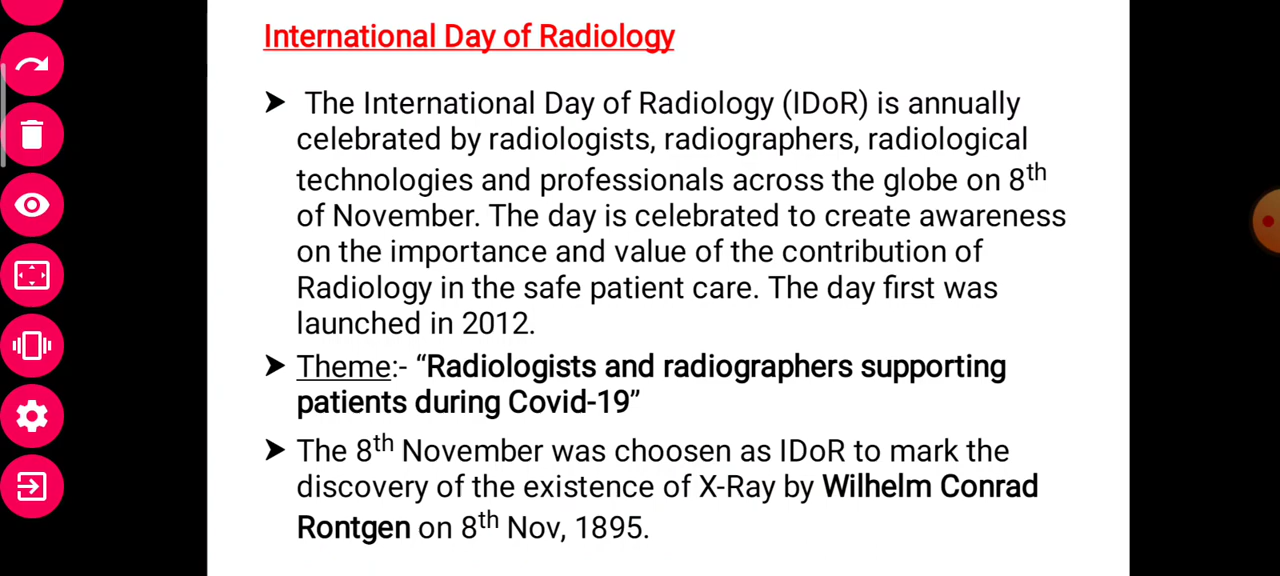 International Day of Radiology
➤ The International Day of Radiology (IDoR) is annually
celebrated by radiologists, radiographers, radiological
technologies and professionals across the globe on 8th
of November. The day is celebrated to create awareness
on the importance and value of the contribution of
Radiology in the safe patient care. The day first was
launched in 2012.
➤ Theme:- “Radiologists and radiographers supporting
patients during Covid-19”
➤ The 8th November was choosen as IDoR to mark the
discovery of the existence of X-Ray by Wilhelm Conrad
Rontgen on 8th Nov, 1895.